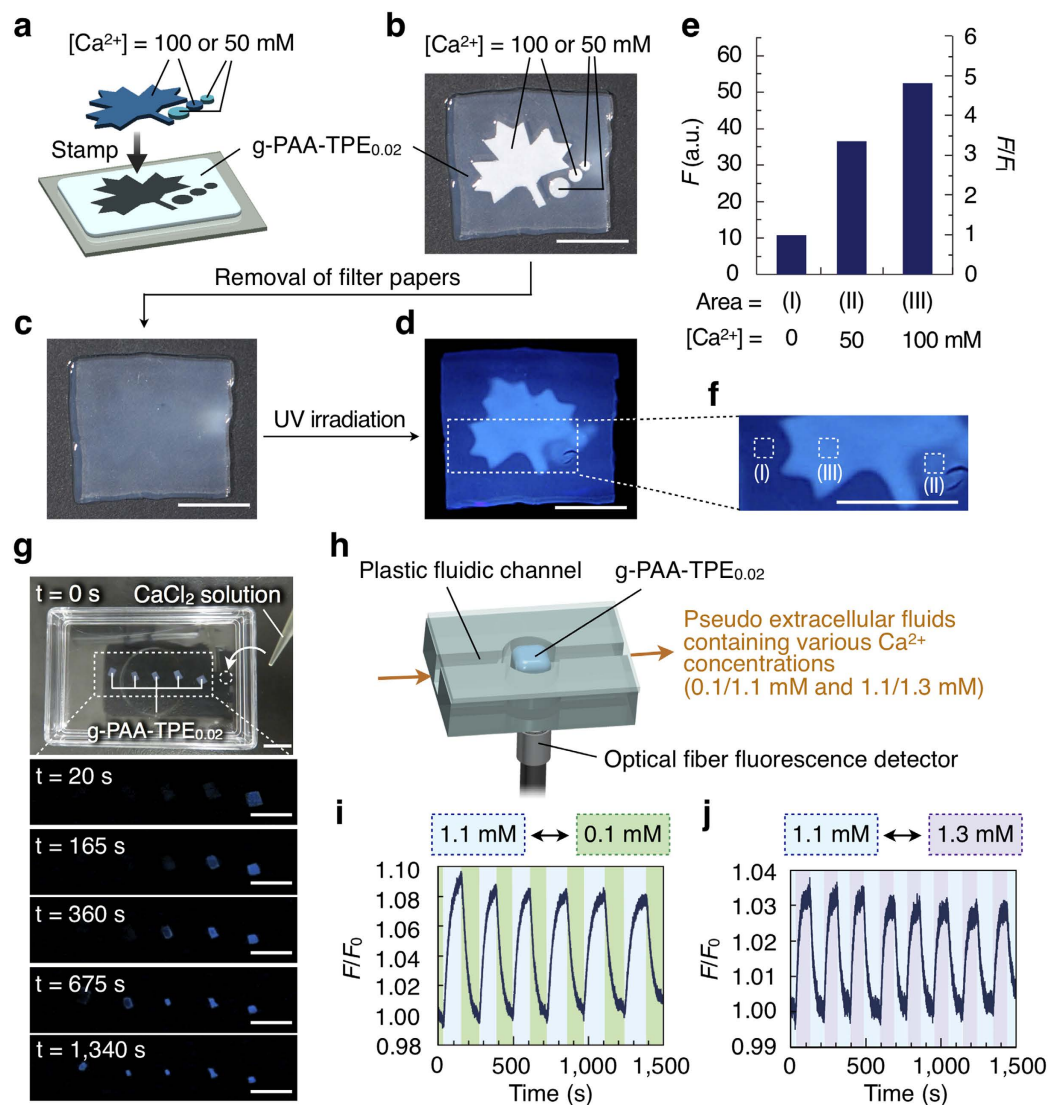 a
[Ca²⁺] = 100 or 50 mM
Stamp
g-PAA-TPE₀.₀₂
b
[Ca²⁺] = 100 or 50 mM
Removal of filter papers
c
UV irradiation
d
e
F (a.u.)
60
50
40
30
20
10
0
6
5
4
3
2
1
0
F/F_I
Area = (I) (II) (III)
[Ca²⁺] = 0 50 100 mM
f
(I)
(III)
(II)
g
t = 0 s
CaCl₂ solution
g-PAA-TPE₀.₀₂
t = 20 s
t = 165 s
t = 360 s
t = 675 s
t = 1,340 s
h
Plastic fluidic channel
g-PAA-TPE₀.₀₂
Pseudo extracellular fluids
containing various Ca²⁺
concentrations
(0.1/1.1 mM and 1.1/1.3 mM)
Optical fiber fluorescence detector
i
1.1 mM
0.1 mM
F/F₀
1.10
1.08
1.06
1.04
1.02
1.00
0.98
0 500 1,000 1,500
Time (s)
j
1.1 mM
1.3 mM
F/F₀
1.04
1.03
1.02
1.01
1.00
0.99
0 500 1,000 1,500
Time (s)